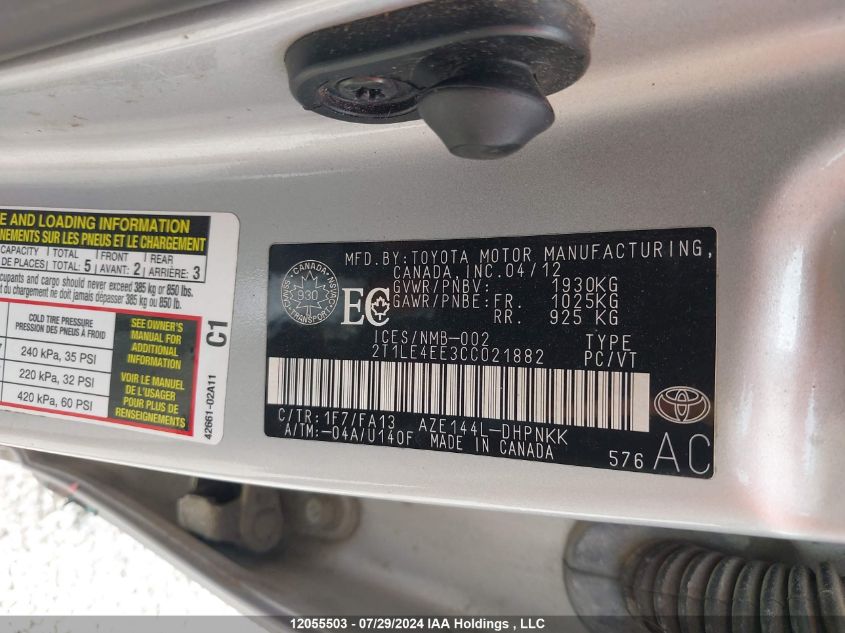 E AND LOADING INFORMATION
NEMENTS SUR LES PNEUS ET LE CHARGEMENT
CAPACITY TOTAL FRONT REAR
DE PLACES: TOTAL: 5 AVANT: 2 ARRIÈRE: 3
cupants and cargo should never exceed 385 kg or 850 lbs.
ement ne doit jamais dépasser 385 kg ou 850 lb.
COLD TIRE PRESSURE
PRESSION DES PNEUS À FROID
240 kPa, 35 PSI
220 kPa, 32 PSI
420 kPa, 60 PSI
SEE OWNER'S
MANUAL FOR
ADDITIONAL
INFORMATION
VOIR LE MANUEL
DE L'USAGER
POUR PLUS DE
RENSEIGNEMENTS
C1
42661-02A11
MFD.BY:TOYOTA MOTOR MANUFACTURING,
CANADA,INC.04/12
GVWR/PNBV: 1930KG
GAWR/PNBE:FR. 1025KG
RR. 925 KG
CANADA
930
TRANSPORT
EC
ICES/NMB-002 TYPE
2T1LE4EE3CC021882 PC/VT
C/TR:1F7/FA13 AZE144L-DHPNKK
A/TM:-04A/U140F MADE IN CANADA
576 AC
12055503 - 07/29/2024 IAA Holdings , LLC